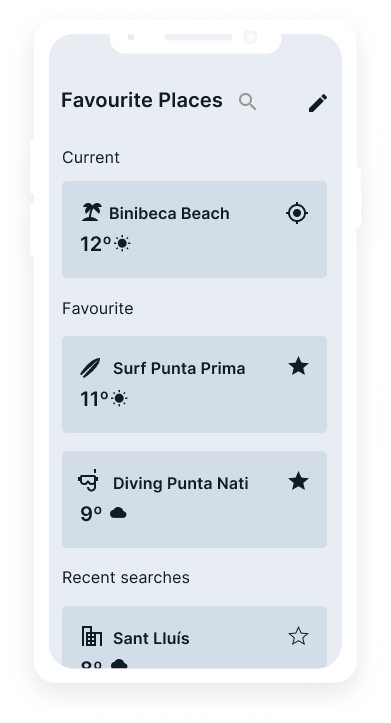 Favourite Places
Current
Binibeca Beach
12º
Favourite
Surf Punta Prima
11º
Diving Punta Nati
9º
Recent searches
Sant Lluís